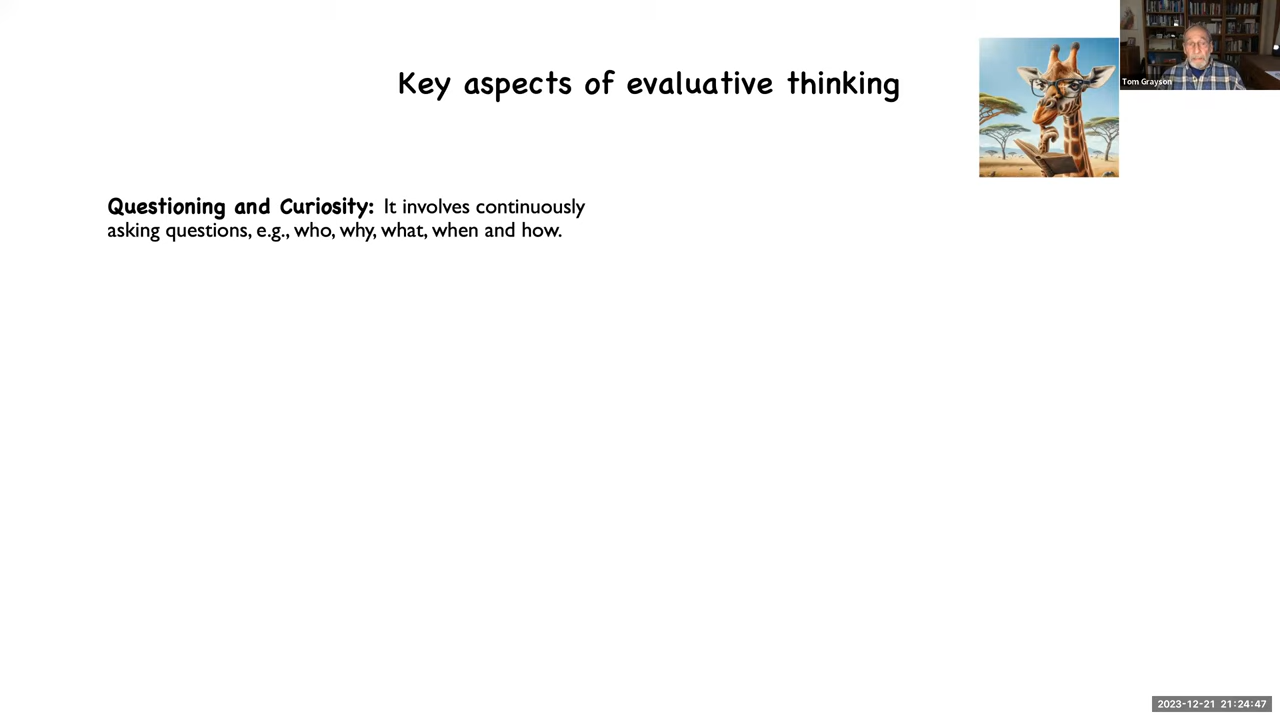 Key aspects of evaluative thinking
Tom Grayson
Questioning and Curiosity: It involves continuously
asking questions, e.g., who, why, what, when and how.
2023-12-21 21:24:47